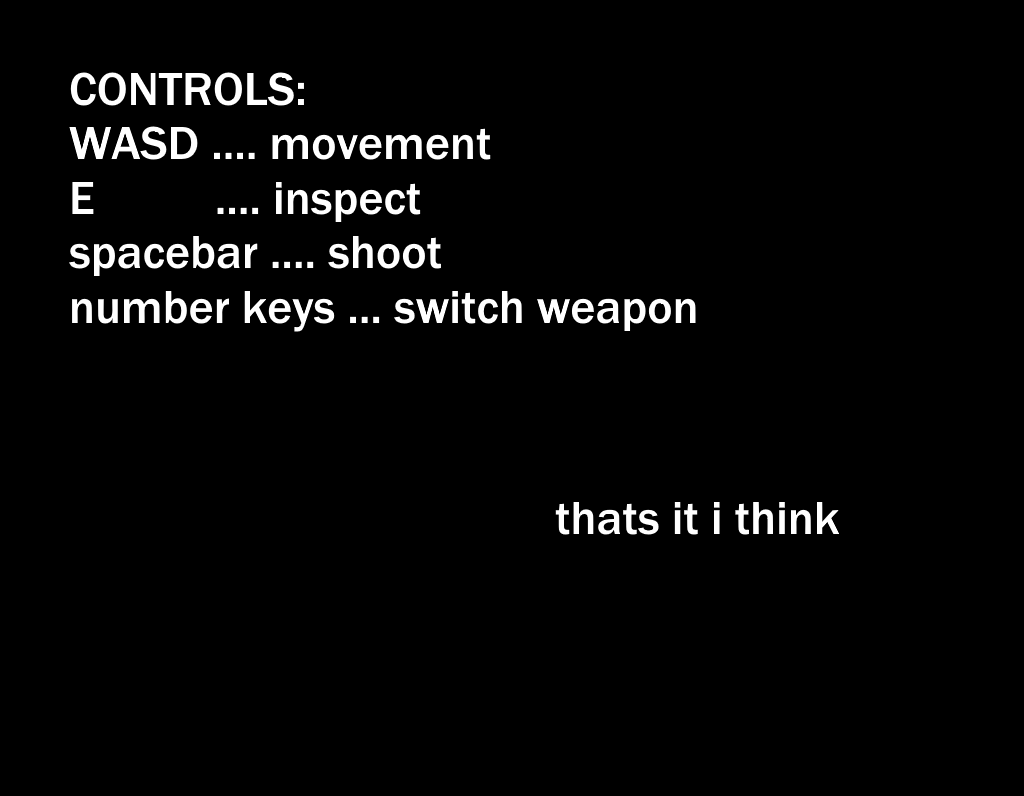 CONTROLS:
WASD .... movement
E .... inspect
spacebar .... shoot
number keys ... switch weapon
thats it i think